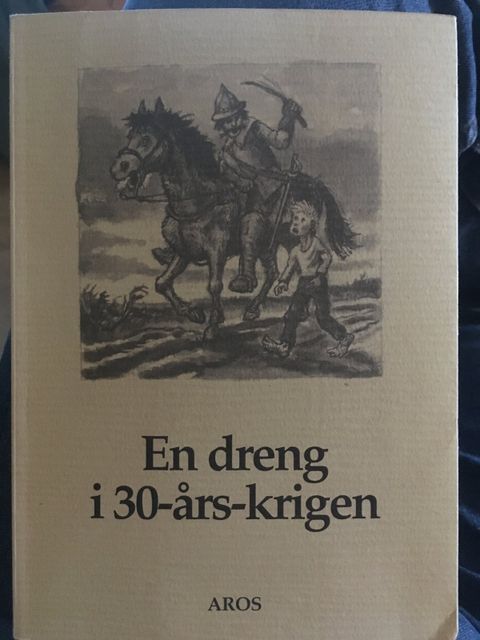 En dreng
i 30-års-krigen
AROS